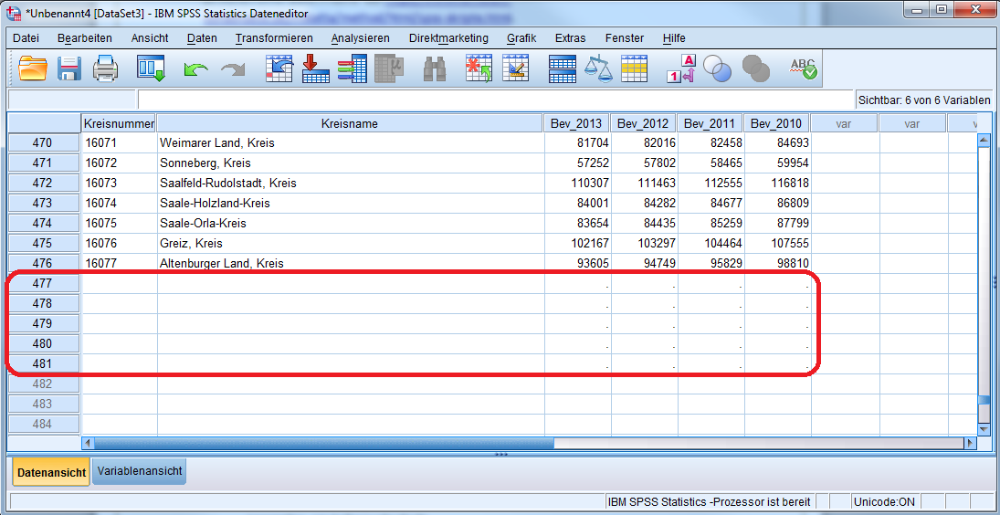 *Unbenannt4 [DataSet3] - IBM SPSS Statistics Dateneditor
Datei Bearbeiten Ansicht Daten Transformieren Analysieren Direktmarketing Grafik Extras Fenster Hilfe
1 A ABC
Sichtbar: 6 von 6 Variablen
Kreisnummer Kreisname Bev_2013 Bev_2012 Bev_2011 Bev_2010 var var v
470 16071 Weimarer Land, Kreis 81704 82016 82458 84693
471 16072 Sonneberg, Kreis 57252 57802 58465 59954
472 16073 Saalfeld-Rudolstadt, Kreis 110307 111463 112555 116818
473 16074 Saale-Holzland-Kreis 84001 84282 84677 86809
474 16075 Saale-Orla-Kreis 83654 84435 85259 87799
475 16076 Greiz, Kreis 102167 103297 104464 107555
476 16077 Altenburger Land, Kreis 93605 94749 95829 98810
477 . . . .
478 . . . .
479 . . . .
480 . . . .
481 . . . .
482
483
484
Datenansicht Variablenansicht
IBM SPSS Statistics -Prozessor ist bereit Unicode:ON